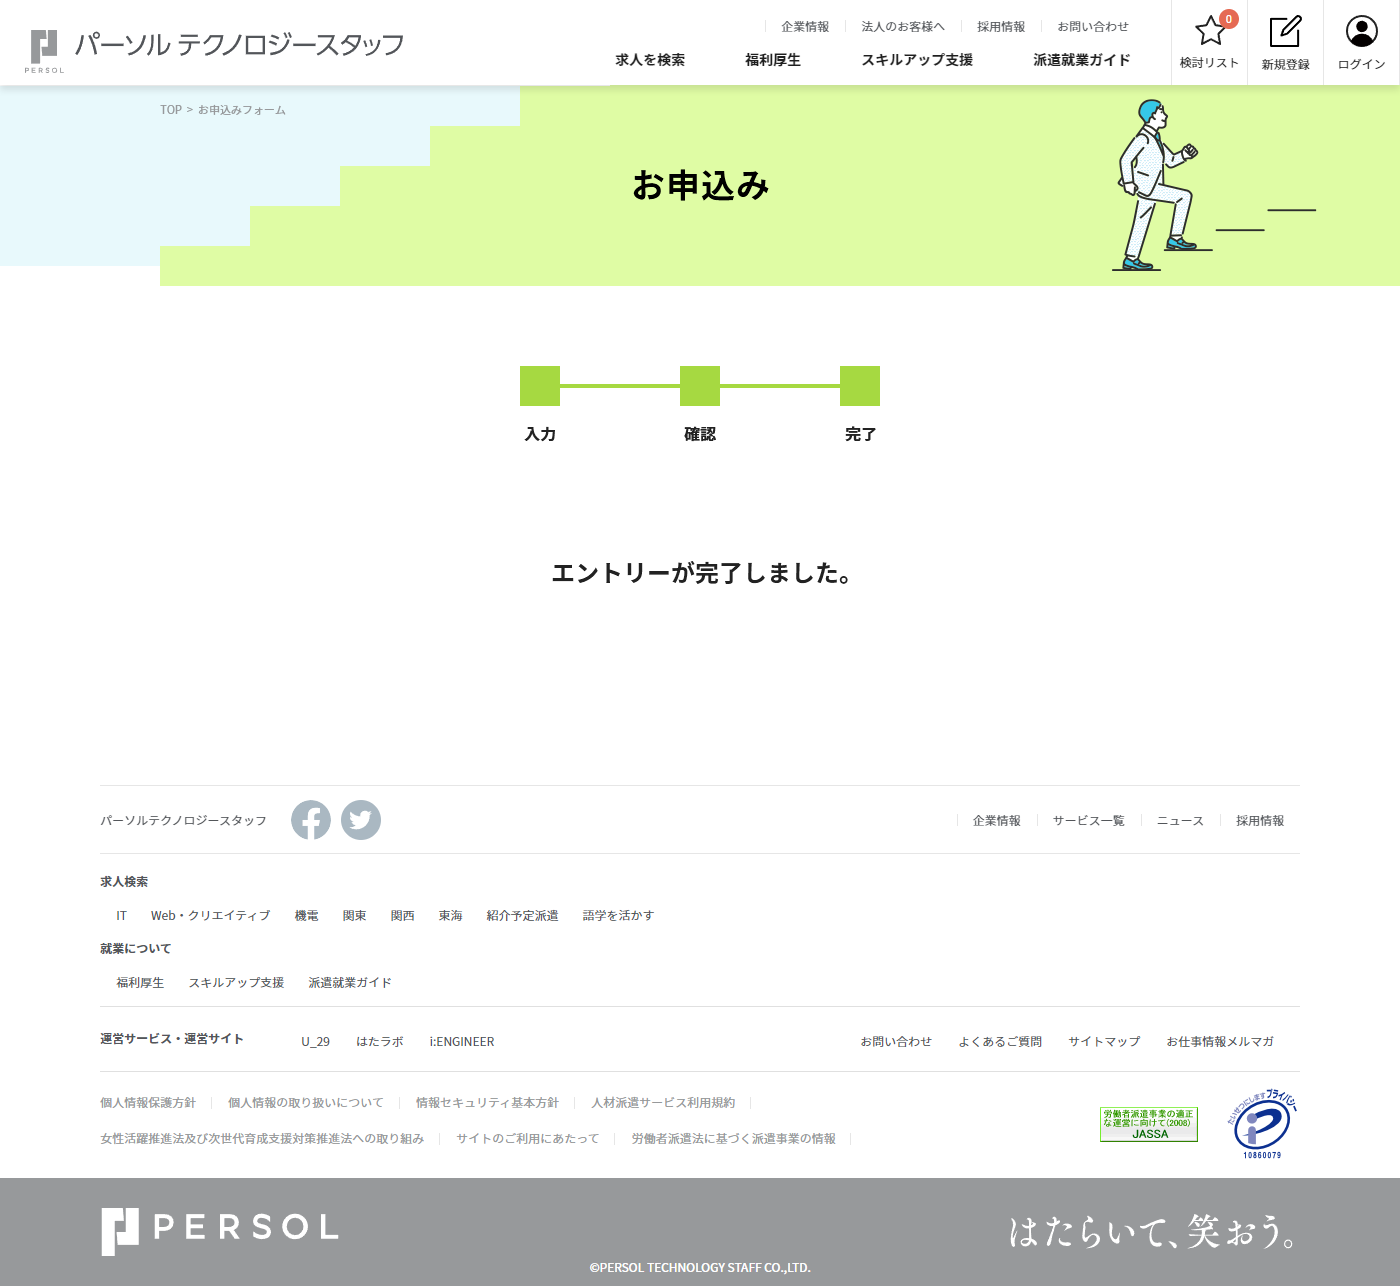 PERSOL
パーソル テクノロジースタッフ
企業情報 法人のお客様へ 採用情報 お問い合わせ
求人を検索 福利厚生 スキルアップ支援 派遣就業ガイド
0
検討リスト 新規登録 ログイン
TOP > お申込みフォーム
お申込み
入力 確認 完了
エントリーが完了しました。
パーソルテクノロジースタッフ
企業情報 サービス一覧 ニュース 採用情報
求人検索
IT Web・クリエイティブ 機電 関東 関西 東海 紹介予定派遣 語学を活かす
就業について
福利厚生 スキルアップ支援 派遣就業ガイド
運営サービス・運営サイト U_29 はたラボ i:ENGINEER
お問い合わせ よくあるご質問 サイトマップ お仕事情報メルマガ
個人情報保護方針 個人情報の取り扱いについて 情報セキュリティ基本方針 人材派遣サービス利用規約
女性活躍推進法及び次世代育成支援対策推進法への取り組み サイトのご利用にあたって 労働者派遣法に基づく派遣事業の情報
労働者派遣事業の適正
な運営に向けて(2008)
JASSA
たいせつにします プライバシー
10860079
PERSOL
はたらいて、笑おう。
©PERSOL TECHNOLOGY STAFF CO.,LTD.